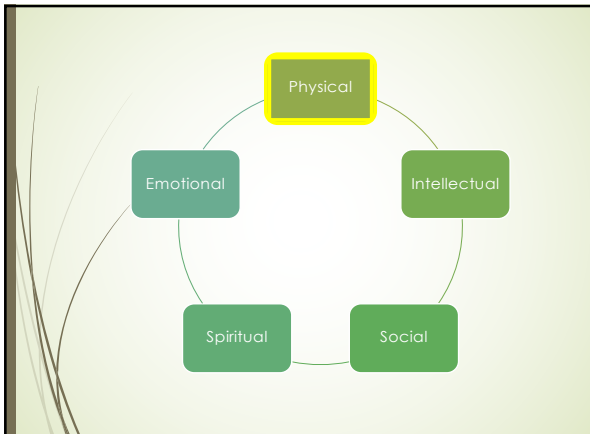 Physical
Intellectual
Social
Spiritual
Emotional